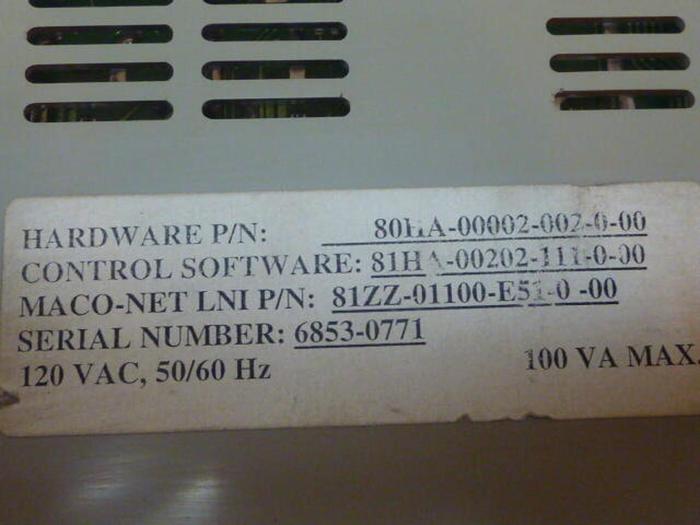 HARDWARE P/N: 80HA-00002-002-0-00
CONTROL SOFTWARE: 81HA-00202-111-0-00
MACO-NET LNI P/N: 81ZZ-01100-E51-0 -00
SERIAL NUMBER: 6853-0771
120 VAC, 50/60 Hz 100 VA MAX.